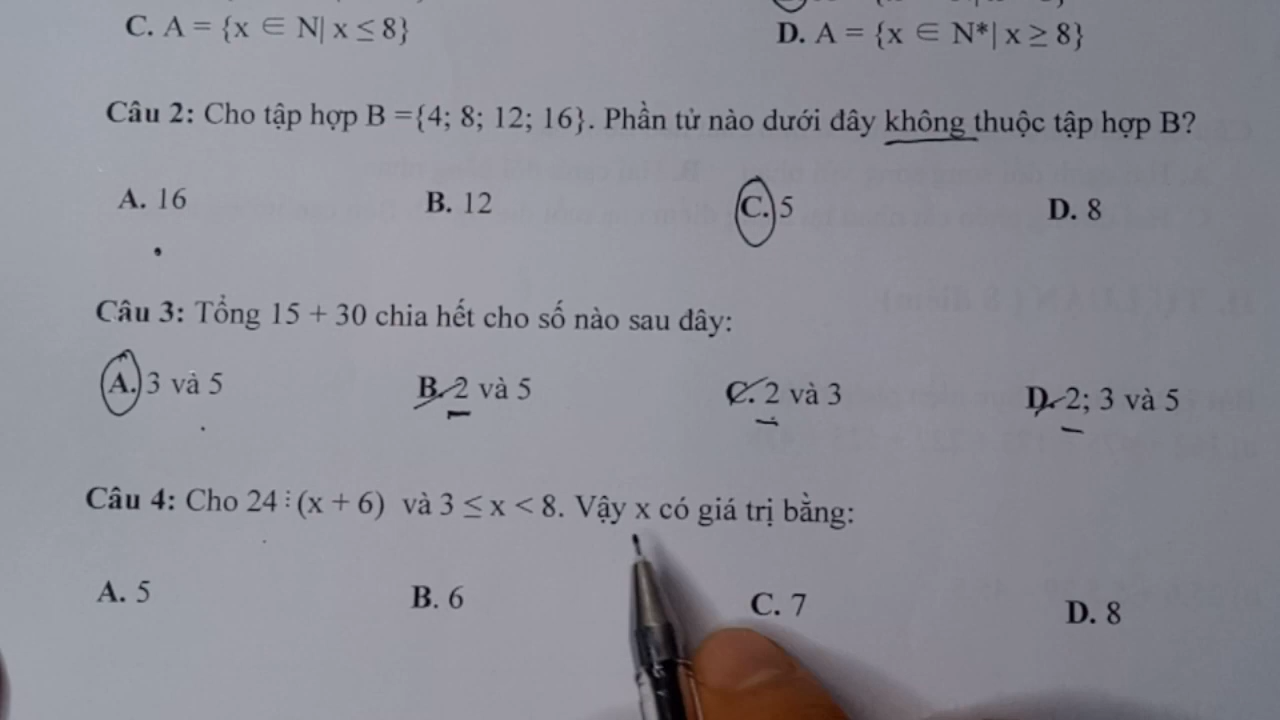 C. A = {x ∈ N| x ≤ 8}
D. A = {x ∈ N*| x ≥ 8}
Câu 2: Cho tập hợp B ={4; 8; 12; 16}. Phần tử nào dưới đây không thuộc tập hợp B?
A. 16 B. 12 C. 5 D. 8
Câu 3: Tổng 15 + 30 chia hết cho số nào sau đây:
A. 3 và 5 B. 2 và 5 C. 2 và 3 D. 2; 3 và 5
Câu 4: Cho 24 ⋮ (x + 6) và 3 ≤ x < 8. Vậy x có giá trị bằng:
A. 5 B. 6 C. 7 D. 8